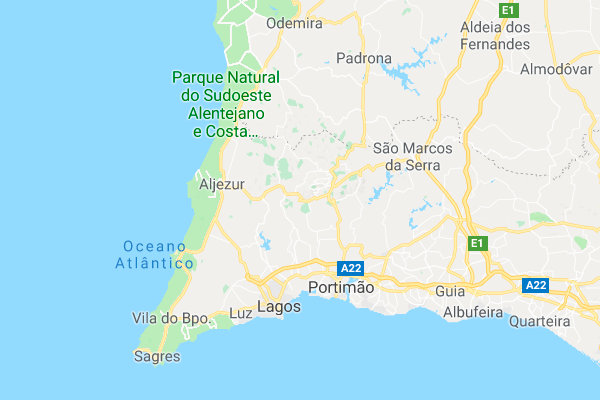 E1
Odemira
Aldeia dos
Fernandes
Padrona
Almodôvar
Parque Natural
do Sudoeste
Alentejano
e Costa...
São Marcos
da Serra
Aljezur
Oceano
Atlântico
E1
A22
Portimão
A22
Guia
Lagos
Luz
Albufeira
Vila do Bpo.
Quarteira
Sagres